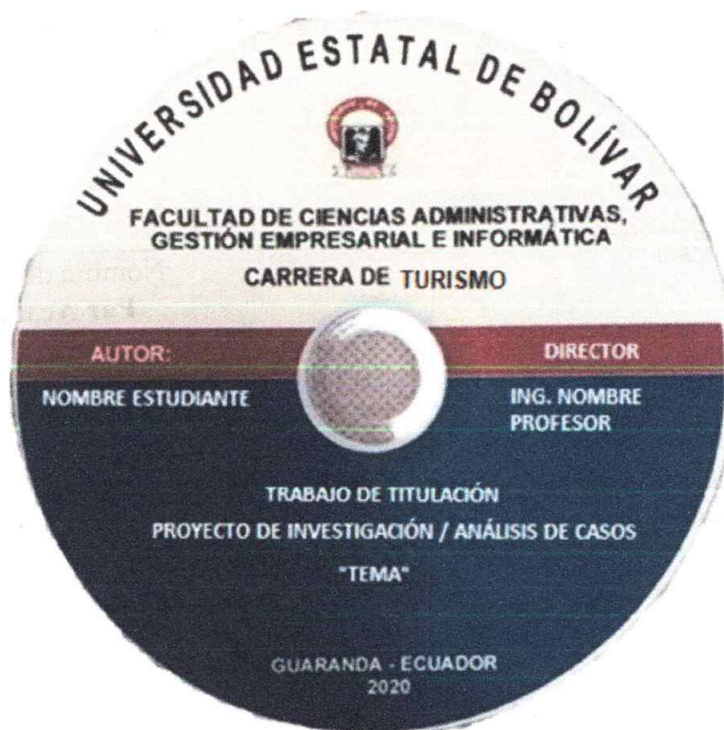 UNIVERSIDAD ESTATAL DE BOLÍVAR
FACULTAD DE CIENCIAS ADMINISTRATIVAS,
GESTIÓN EMPRESARIAL E INFORMÁTICA
CARRERA DE TURISMO
AUTOR:
NOMBRE ESTUDIANTE
DIRECTOR
ING. NOMBRE
PROFESOR
TRABAJO DE TITULACIÓN
PROYECTO DE INVESTIGACIÓN / ANÁLISIS DE CASOS
"TEMA"
GUARANDA - ECUADOR
2020